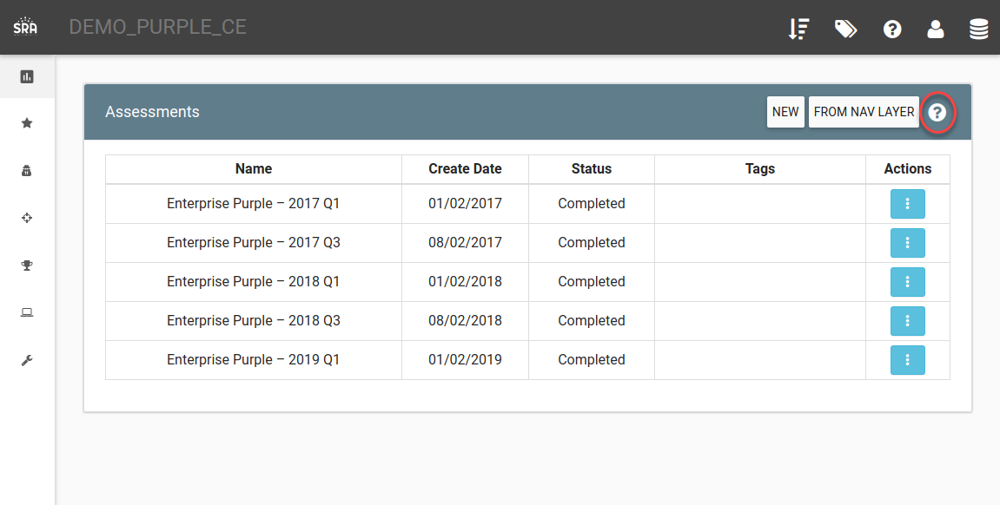 SRA DEMO_PURPLE_CE
Assessments NEW FROM NAV LAYER ?
Name Create Date Status Tags Actions
Enterprise Purple – 2017 Q1 01/02/2017 Completed
Enterprise Purple – 2017 Q3 08/02/2017 Completed
Enterprise Purple – 2018 Q1 01/02/2018 Completed
Enterprise Purple – 2018 Q3 08/02/2018 Completed
Enterprise Purple – 2019 Q1 01/02/2019 Completed